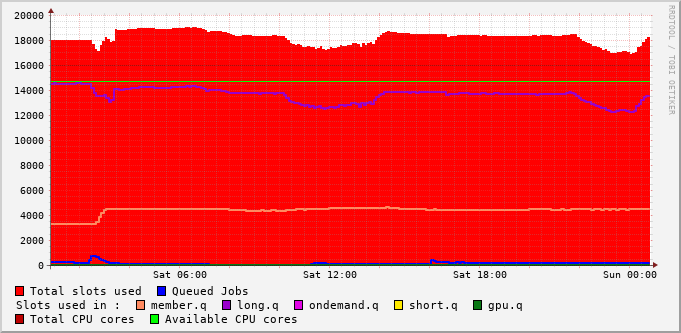 20000
18000
16000
14000
12000
10000
8000
6000
4000
2000
0
Sat 06:00 Sat 12:00 Sat 18:00 Sun 00:00
RRDTOOL / TOBI OETIKER
Total slots used Queued Jobs
Slots used in : member.q long.q ondemand.q short.q gpu.q
Total CPU cores Available CPU cores